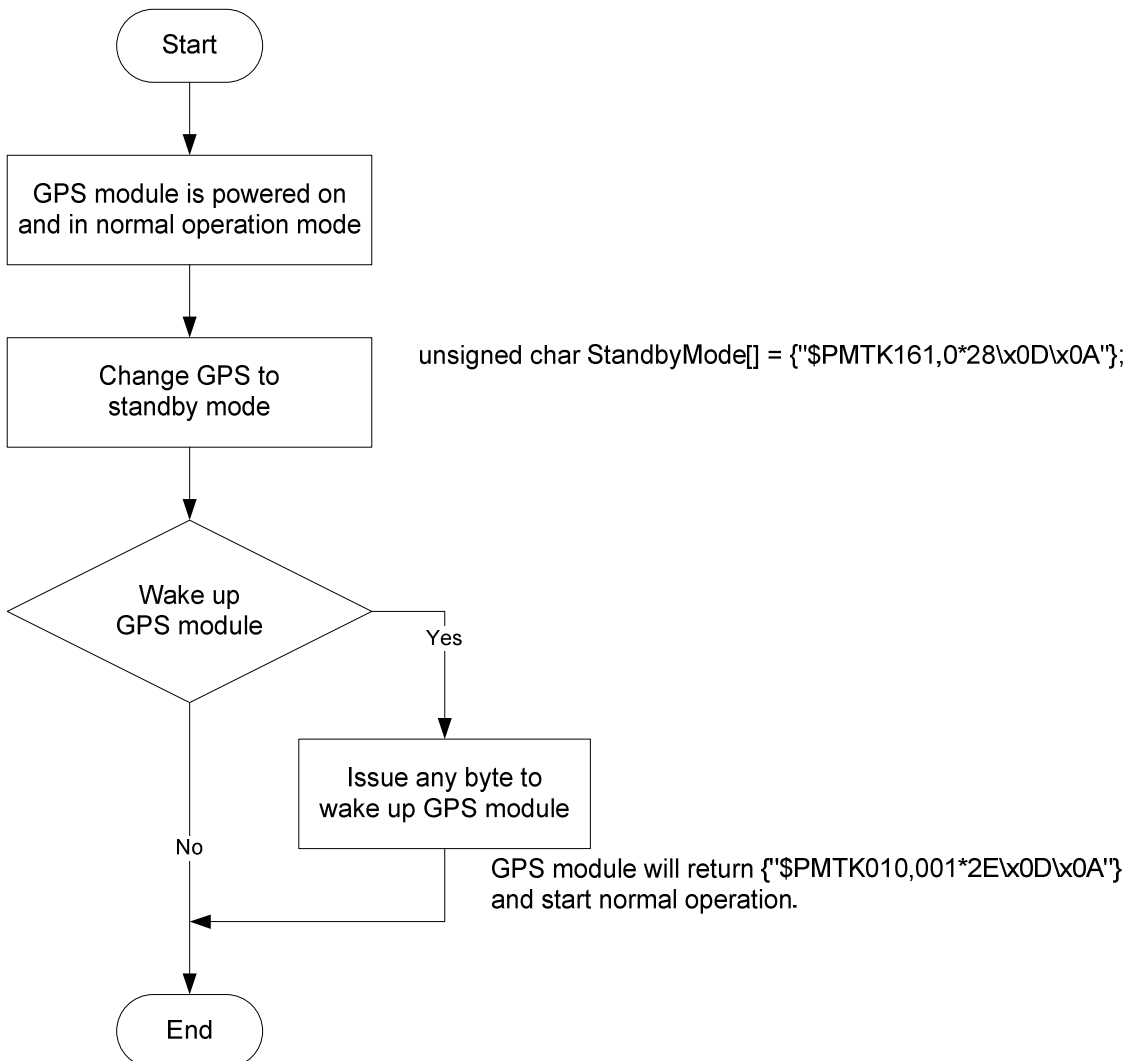 Start
GPS module is powered on
and in normal operation mode
Change GPS to
standby mode
unsigned char StandbyMode[] = {"$PMTK161,0*28\x0D\x0A"};
Wake up
GPS module
Yes
Issue any byte to
wake up GPS module
No
GPS module will return {"$PMTK010,001*2E\x0D\x0A"}
and start normal operation.
End